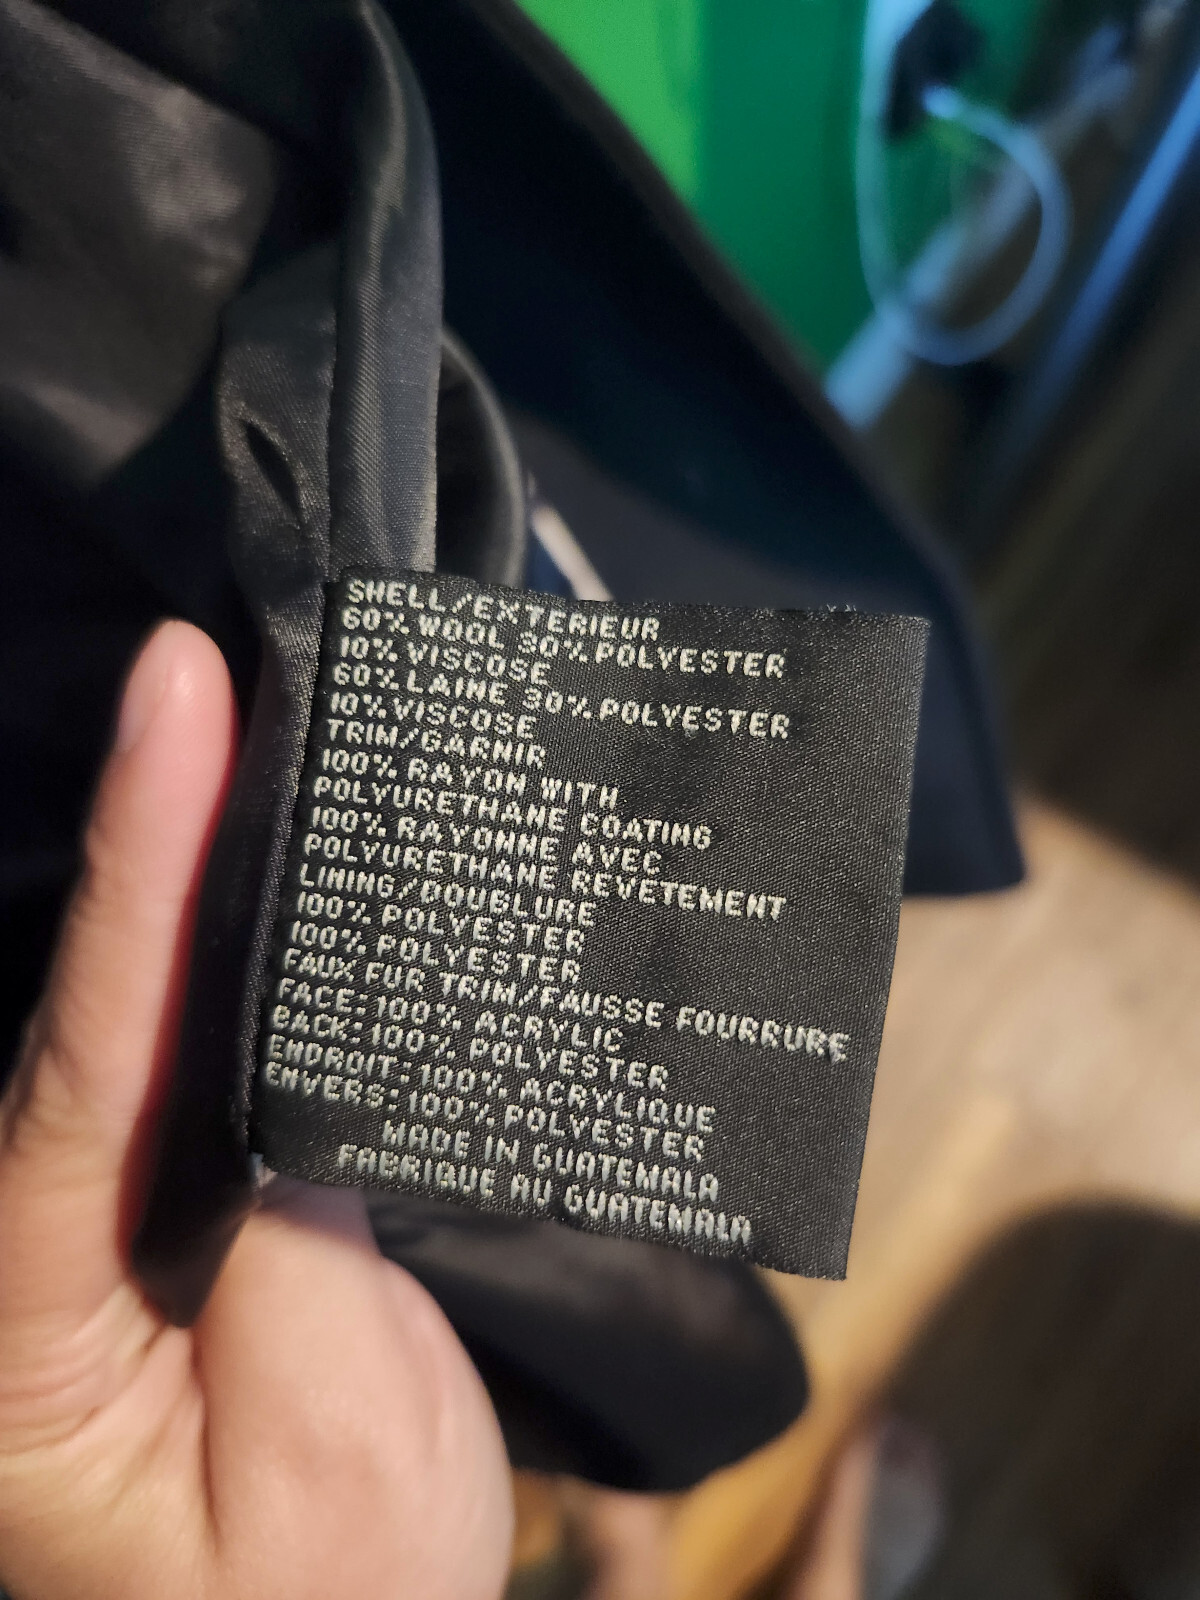 SHELL/EXTERIEUR
60% WOOL 30% POLYESTER
10% VISCOSE
60% LAINE 30% POLYESTER
10% VISCOSE
TRIM/GARNIR
100% RAYON WITH
POLYURETHANE COATING
100% RAYONNE AVEC
POLYURETHANE REVETEMENT
LINING/DOUBLURE
100% POLYESTER
100% POLYESTER
FAUX FUR TRIM/FAUSSE FOURRURE
FACE: 100% ACRYLIC
BACK: 100% POLYESTER
ENDROIT: 100% ACRYLIQUE
ENVERS: 100% POLYESTER
MADE IN GUATEMALA
FABRIQUE AU GUATEMALA